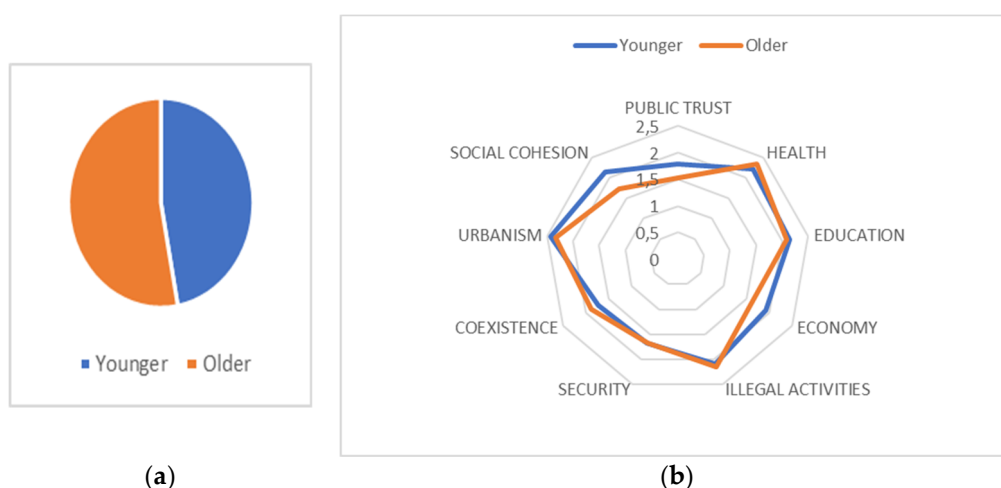 Younger Older
Younger Older
PUBLIC TRUST
2,5
SOCIAL COHESION 2 HEALTH
1,5
1
URBANISM 0,5 EDUCATION
0
COEXISTENCE ECONOMY
SECURITY ILLEGAL ACTIVITIES
(a) (b)